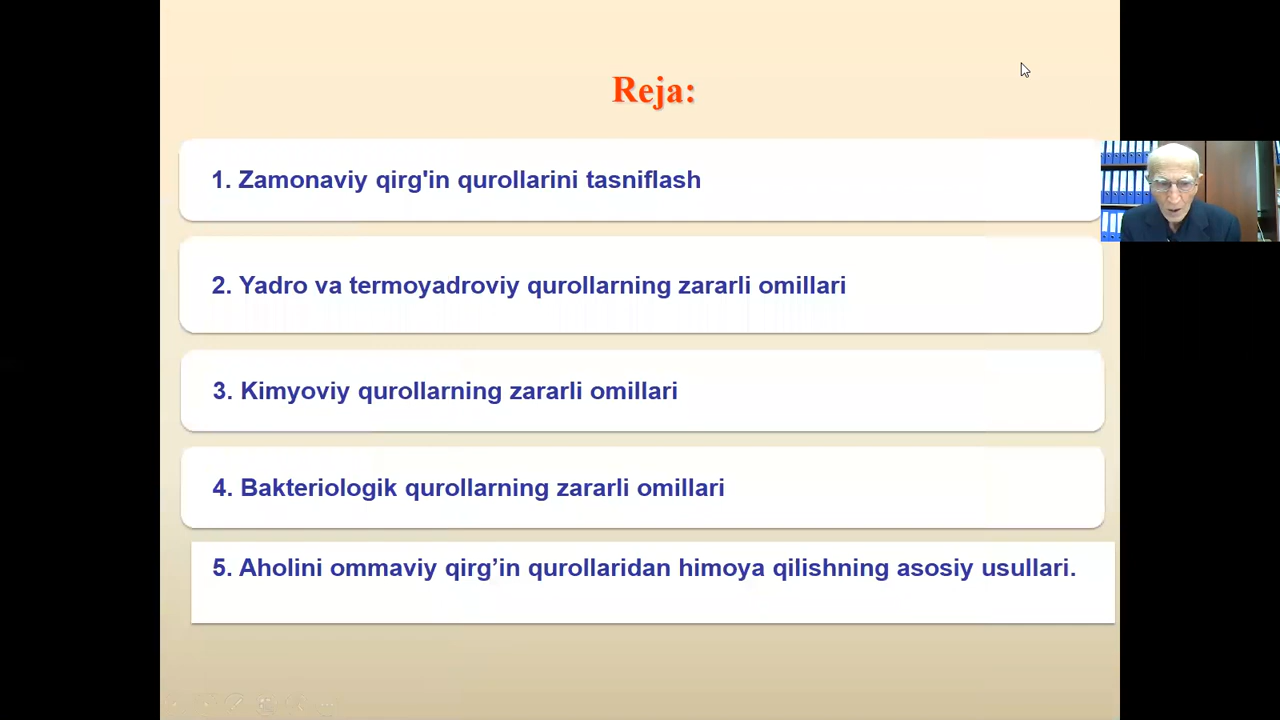 Reja:
1. Zamonaviy qirg'in qurollarini tasniflash
2. Yadro va termoyadroviy qurollarning zararli omillari
3. Kimyoviy qurollarning zararli omillari
4. Bakteriologik qurollarning zararli omillari
5. Aholini ommaviy qirg’in qurollaridan himoya qilishning asosiy usullari.